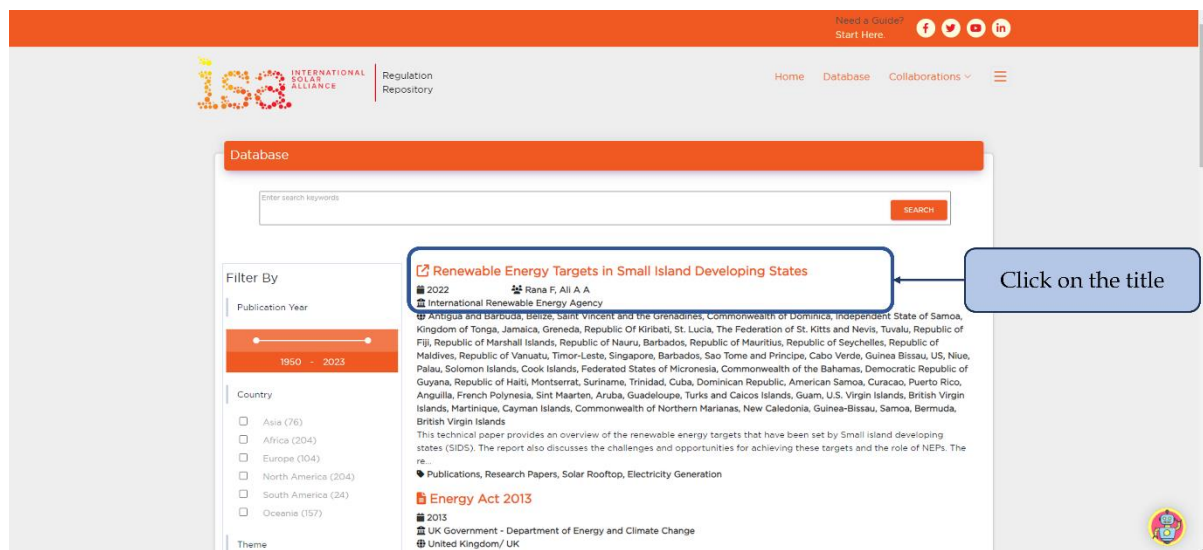 Need a Guide?
Start Here.
isa
INTERNATIONAL
SOLAR
ALLIANCE
Regulation
Repository
Home Database Collaborations
Database
Enter search keywords
SEARCH
Filter By
Publication Year
1950 - 2023
Country
Asia (76)
Africa (204)
Europe (104)
North America (204)
South America (24)
Oceania (157)
Theme
Renewable Energy Targets in Small Island Developing States
2022 Rana F, Ali A A
International Renewable Energy Agency
Antigua and Barbuda, Belize, Saint Vincent and the Grenadines, Commonwealth of Dominica, Independent State of Samoa,
Kingdom of Tonga, Jamaica, Greneda, Republic Of Kiribati, St. Lucia, The Federation of St. Kitts and Nevis, Tuvalu, Republic of
Fiji, Republic of Marshall Islands, Republic of Nauru, Barbados, Republic of Mauritius, Republic of Seychelles, Republic of
Maldives, Republic of Vanuatu, Timor-Leste, Singapore, Barbados, Sao Tome and Principe, Cabo Verde, Guinea Bissau, US, Niue,
Palau, Solomon Islands, Cook Islands, Federated States of Micronesia, Commonwealth of the Bahamas, Democratic Republic of
Guyana, Republic of Haiti, Montserrat, Suriname, Trinidad, Cuba, Dominican Republic, American Samoa, Curacao, Puerto Rico,
Anguilla, French Polynesia, Sint Maarten, Aruba, Guadeloupe, Turks and Caicos Islands, Guam, U.S. Virgin Islands, British Virgin
Islands, Martinique, Cayman Islands, Commonwealth of Northern Marianas, New Caledonia, Guinea-Bissau, Samoa, Bermuda,
British Virgin Islands
This technical paper provides an overview of the renewable energy targets that have been set by Small island developing
states (SIDS). The report also discusses the challenges and opportunities for achieving these targets and the role of NEPs. The
re...
Publications, Research Papers, Solar Rooftop, Electricity Generation
Energy Act 2013
2013
UK Government - Department of Energy and Climate Change
United Kingdom/ UK
Click on the title